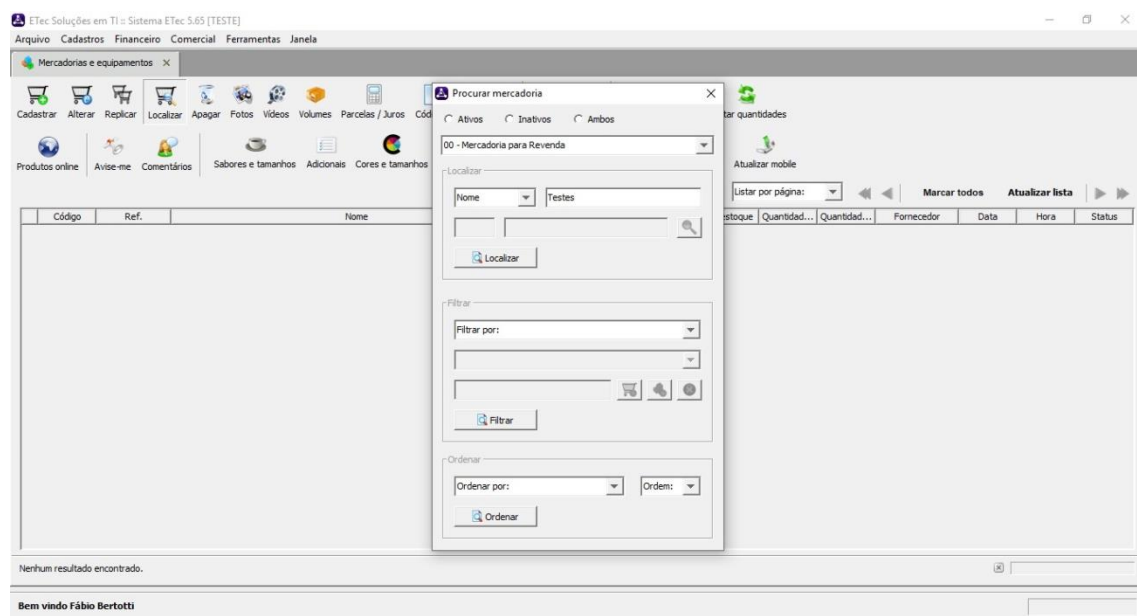 ETec Soluções em TI :: Sistema ETec 5.65 [TESTE]
Arquivo Cadastros Financeiro Comercial Ferramentas Janela
Mercadorias e equipamentos
Cadastrar Alterar Replicar Localizar Apagar Fotos Vídeos Volumes Parcelas / Juros
Produtos online Avise-me Comentários Sabores e tamanhos Adicionais Cores e tamanhos
Procurar mercadoria
Ativos Inativos Ambos
00 - Mercadoria para Revenda
Localizar
Nome Testes
Localizar
Filtrar
Filtrar por:
Filtrar
Ordenar
Ordenar por: Ordem:
Ordenar
quantidades
Atualizar mobile
Listar por página: Marcar todos Atualizar lista
Código Ref. Nome Quantidad... Quantidad... Fornecedor Data Hora Status
Nenhum resultado encontrado.
Bem vindo Fábio Bertotti